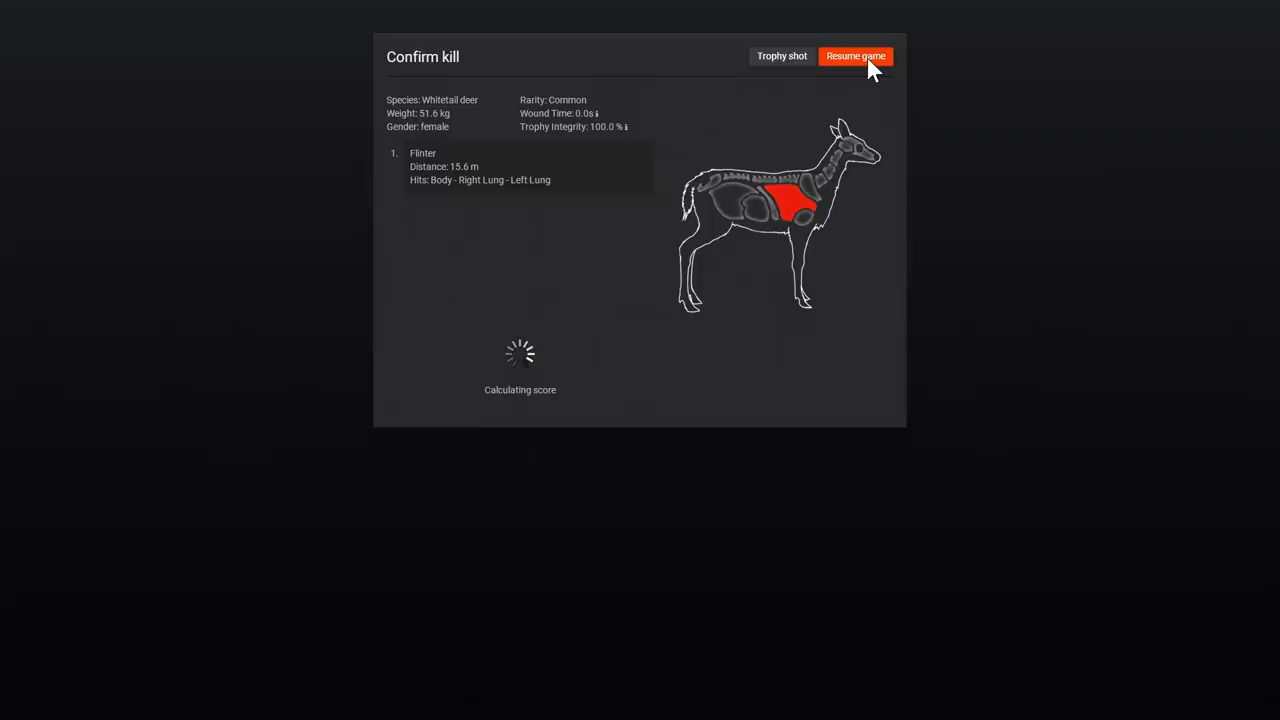 Confirm kill
Trophy shot
Resume game
Species: Whitetail deer
Weight: 51.6 kg
Gender: female
Rarity: Common
Wound Time: 0.0s
Trophy Integrity: 100.0 %
1. Flinter
Distance: 15.6 m
Hits: Body - Right Lung - Left Lung
Calculating score